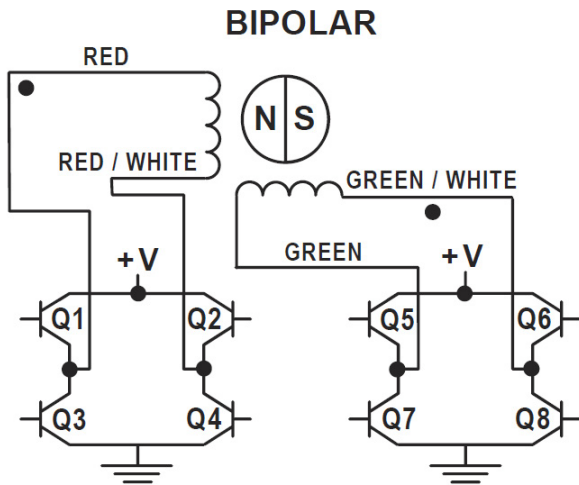 BIPOLAR
RED
N S
RED / WHITE
GREEN / WHITE
GREEN
+V
+V
Q1
Q2
Q5
Q6
Q3
Q4
Q7
Q8